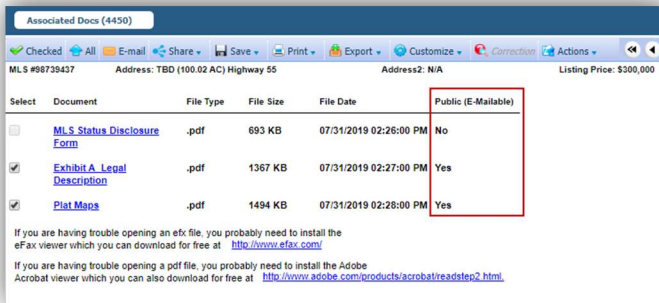 Associated Docs (4450)
Checked All E-mail Share Save Print Export Customize Correction Actions
MLS #98739437 Address: TBD (100.02 AC) Highway 55 Address2: N/A Listing Price: $300,000
Select Document File Type File Size File Date Public (E-Mailable)
MLS Status Disclosure .pdf 693 KB 07/31/2019 02:26:00 PM No
Form
Exhibit A Legal .pdf 1367 KB 07/31/2019 02:27:00 PM Yes
Description
Plat Maps .pdf 1494 KB 07/31/2019 02:28:00 PM Yes
If you are having trouble opening an efx file, you probably need to install the
eFax viewer which you can download for free at http://www.efax.com/
If you are having trouble opening a pdf file, you probably need to install the Adobe
Acrobat viewer which you can also download for free at http://www.adobe.com/products/acrobat/readstep2.html.